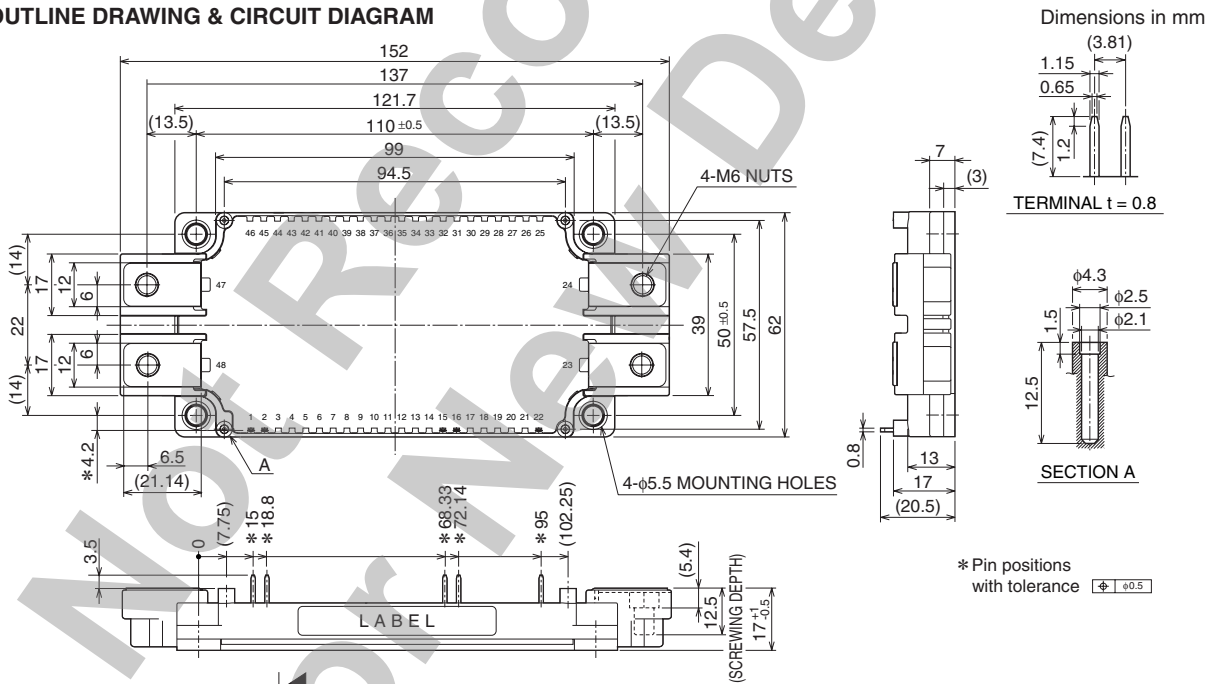 OUTLINE DRAWING & CIRCUIT DIAGRAM
Dimensions in mm
152
137
121.7
(13.5)
110 ±0.5
(13.5)
99
94.5
4-M6 NUTS
46 45 44 43 42 41 40 39 38 37 36 35 34 33 32 31 30 29 28 27 26 25
(14)
17
12
6
47
24
22
39
50 ±0.5
57.5
62
17
12
6
48
23
(14)
1 2 3 4 5 6 7 8 9 10 11 12 13 14 15 16 17 18 19 20 21 22
*4.2
6.5
(21.14)
A
4-φ5.5 MOUNTING HOLES
7
(3)
0.8
13
17
(20.5)
(3.81)
1.15
0.65
(7.4)
1.2
TERMINAL t = 0.8
φ4.3
φ2.5
φ2.1
1.5
12.5
SECTION A
3.5
0
(7.75)
*15
*18.8
*68.33
*72.14
*95
(102.25)
(5.4)
12.5
(SCREWING DEPTH)
17 +1 -0.5
LABEL
*Pin positions
with tolerance ⌖ φ0.5
Not Reco
or New De